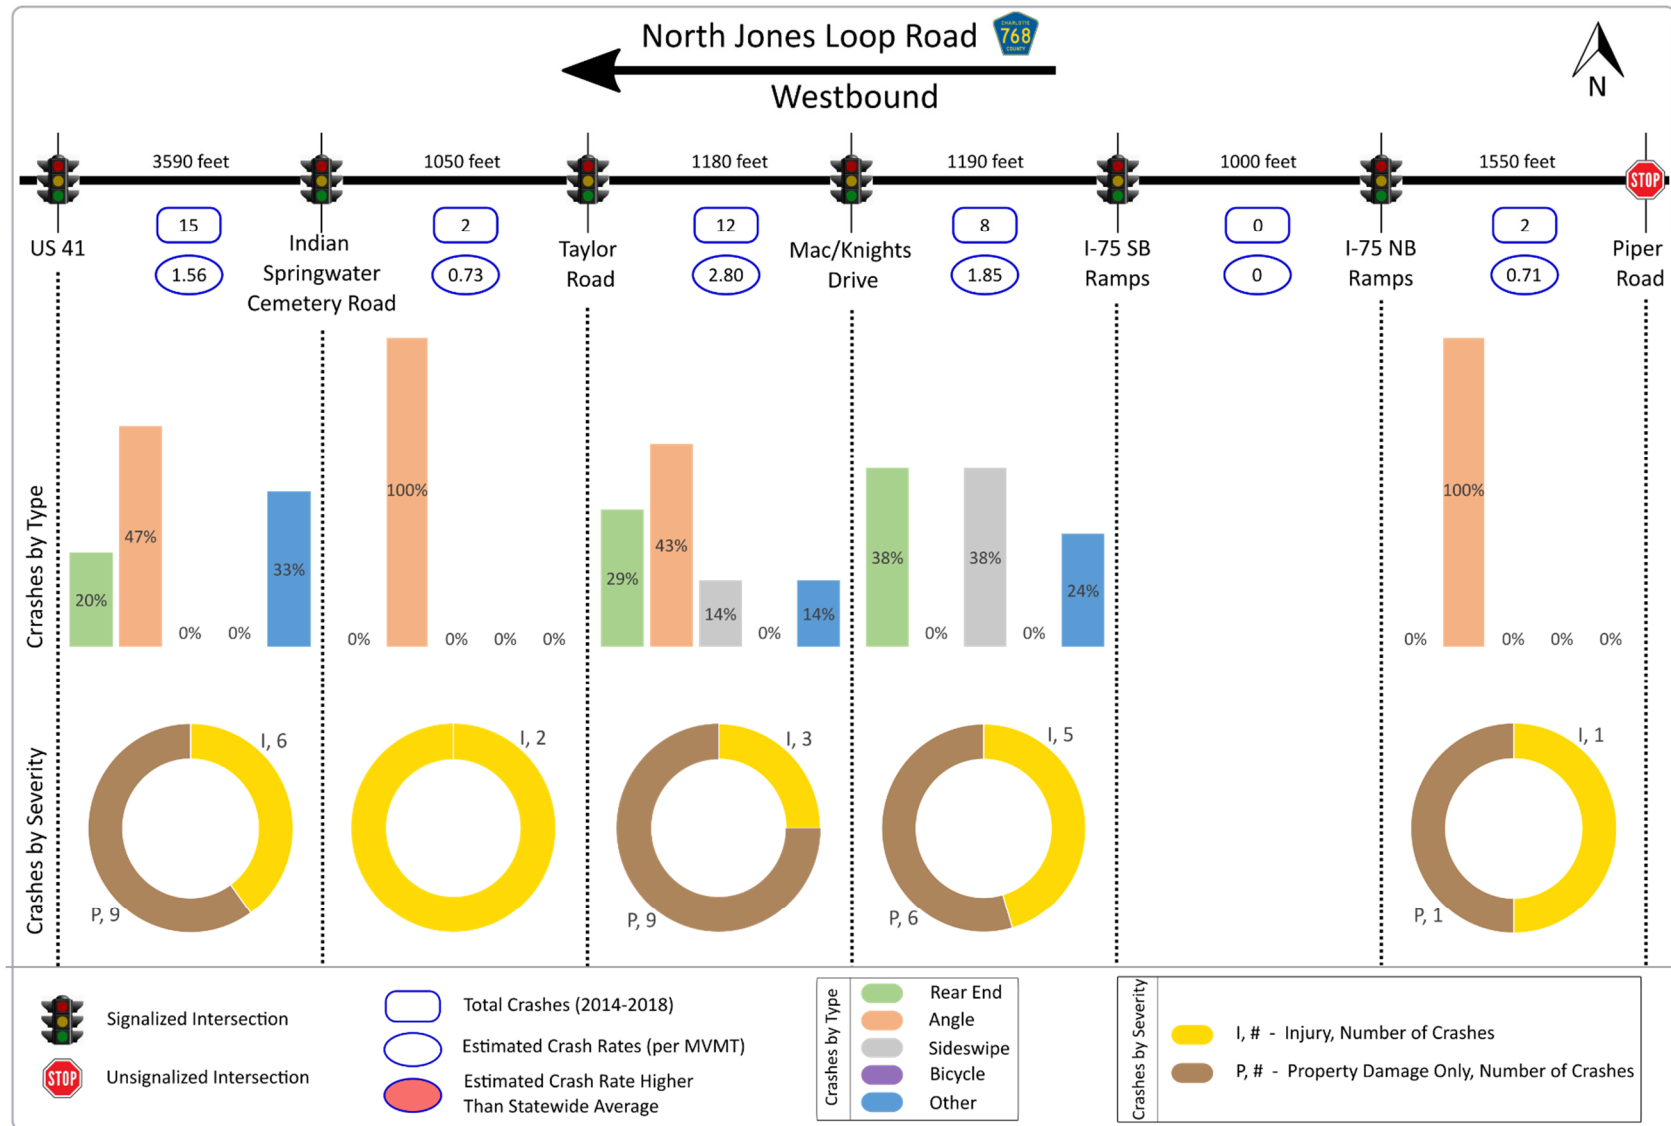 North Jones Loop Road
CHARLOTTE
768
COUNTY
Westbound
N
3590 feet
1050 feet
1180 feet
1190 feet
1000 feet
1550 feet
STOP
15
2
12
8
0
2
1.56
0.73
2.80
1.85
0
0.71
US 41
Indian
Springwater
Cemetery Road
Taylor
Road
Mac/Knights
Drive
I-75 SB
Ramps
I-75 NB
Ramps
Piper
Road
Crrashes by Type
20%
47%
0%
0%
33%
0%
100%
0%
0%
0%
29%
43%
14%
0%
14%
38%
0%
38%
0%
24%
0%
100%
0%
0%
0%
Crashes by Severity
I, 6
P, 9
I, 2
I, 3
P, 9
I, 5
P, 6
I, 1
P, 1
Signalized Intersection
STOP
Unsignalized Intersection
Total Crashes (2014-2018)
Estimated Crash Rates (per MVMT)
Estimated Crash Rate Higher
Than Statewide Average
Crashes by Type
Rear End
Angle
Sideswipe
Bicycle
Other
Crashes by Severity
I, # - Injury, Number of Crashes
P, # - Property Damage Only, Number of Crashes